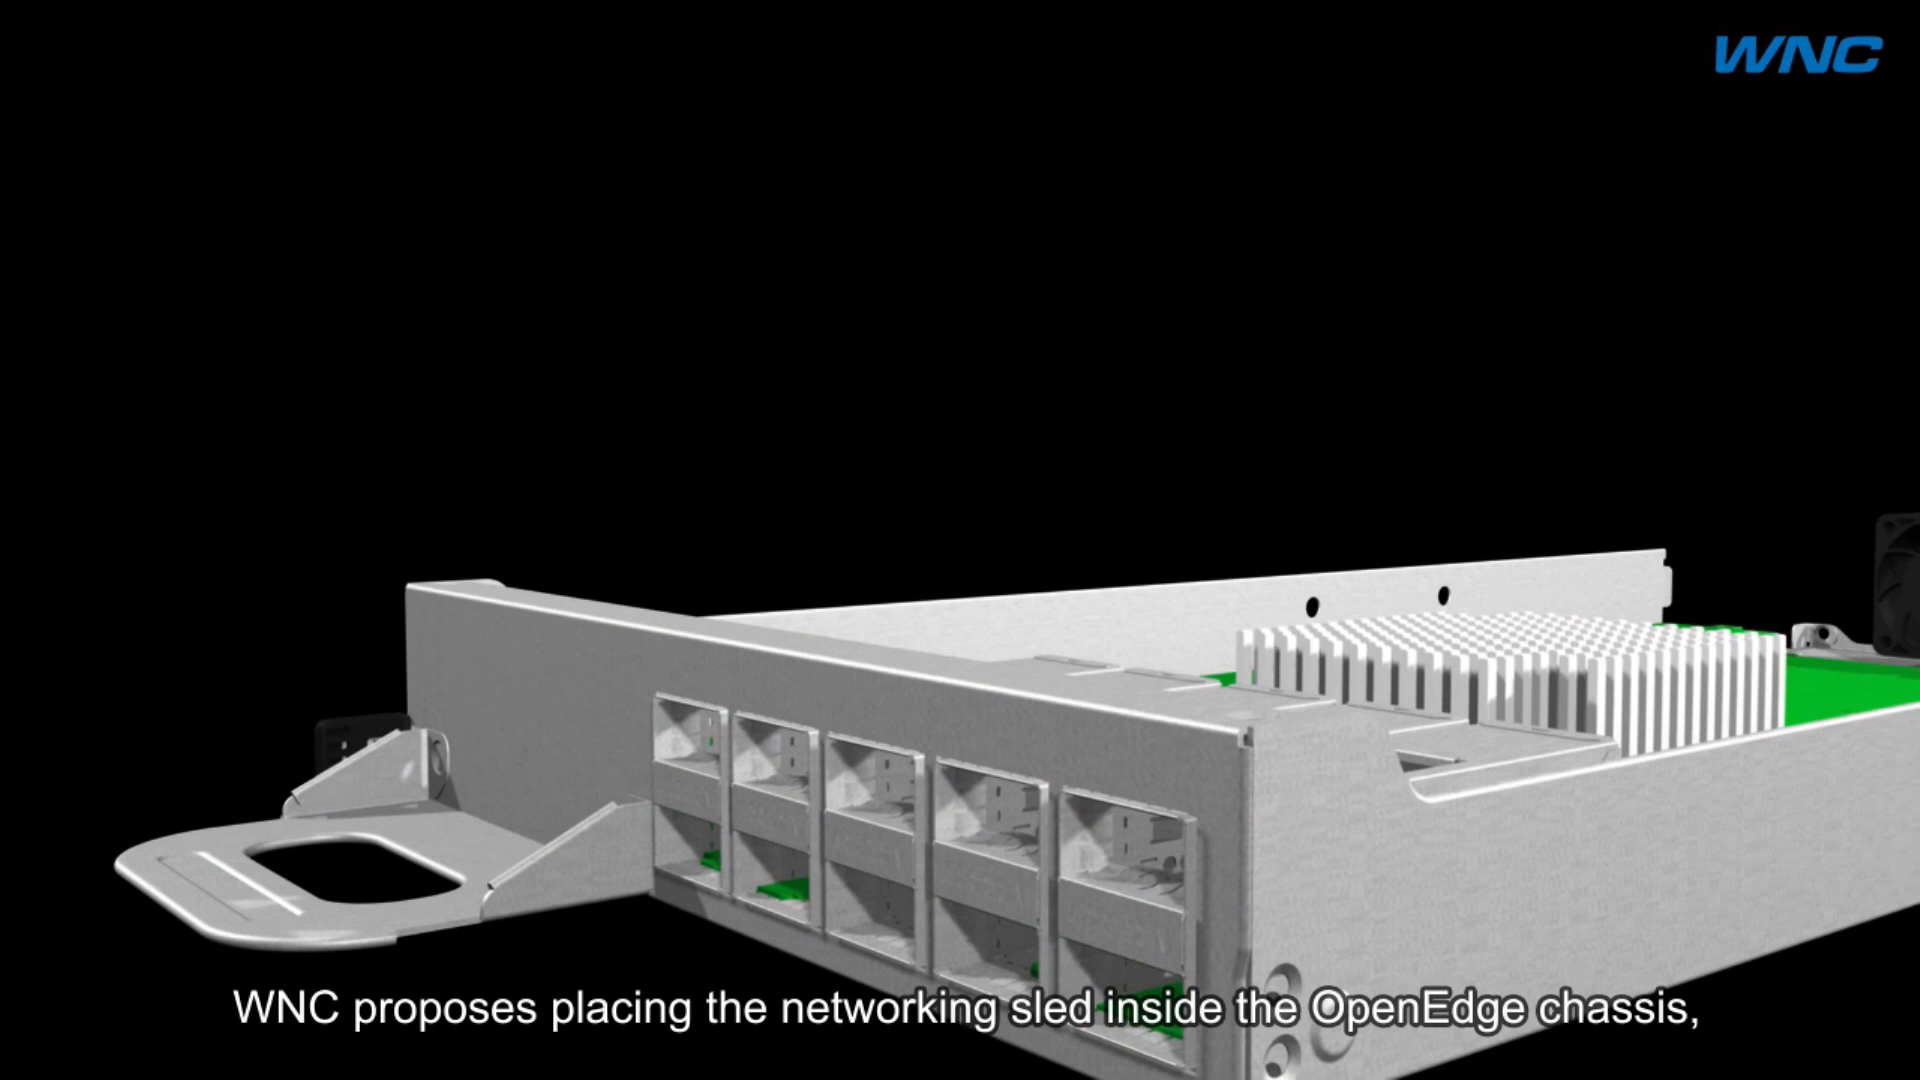 WNC
WNC proposes placing the networking sled inside the OpenEdge chassis,